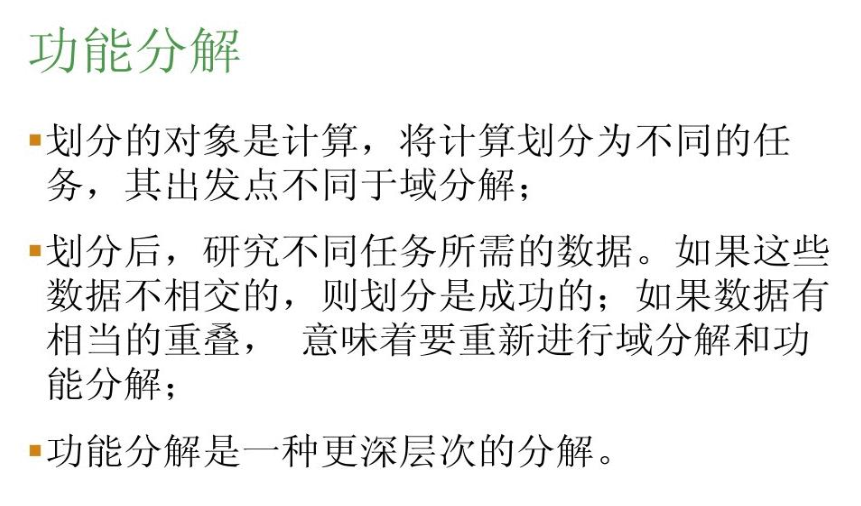 功能分解
▪划分的对象是计算，将计算划分为不同的任
务，其出发点不同于域分解；
▪划分后，研究不同任务所需的数据。如果这些
数据不相交的，则划分是成功的；如果数据有
相当的重叠， 意味着要重新进行域分解和功
能分解；
▪功能分解是一种更深层次的分解。